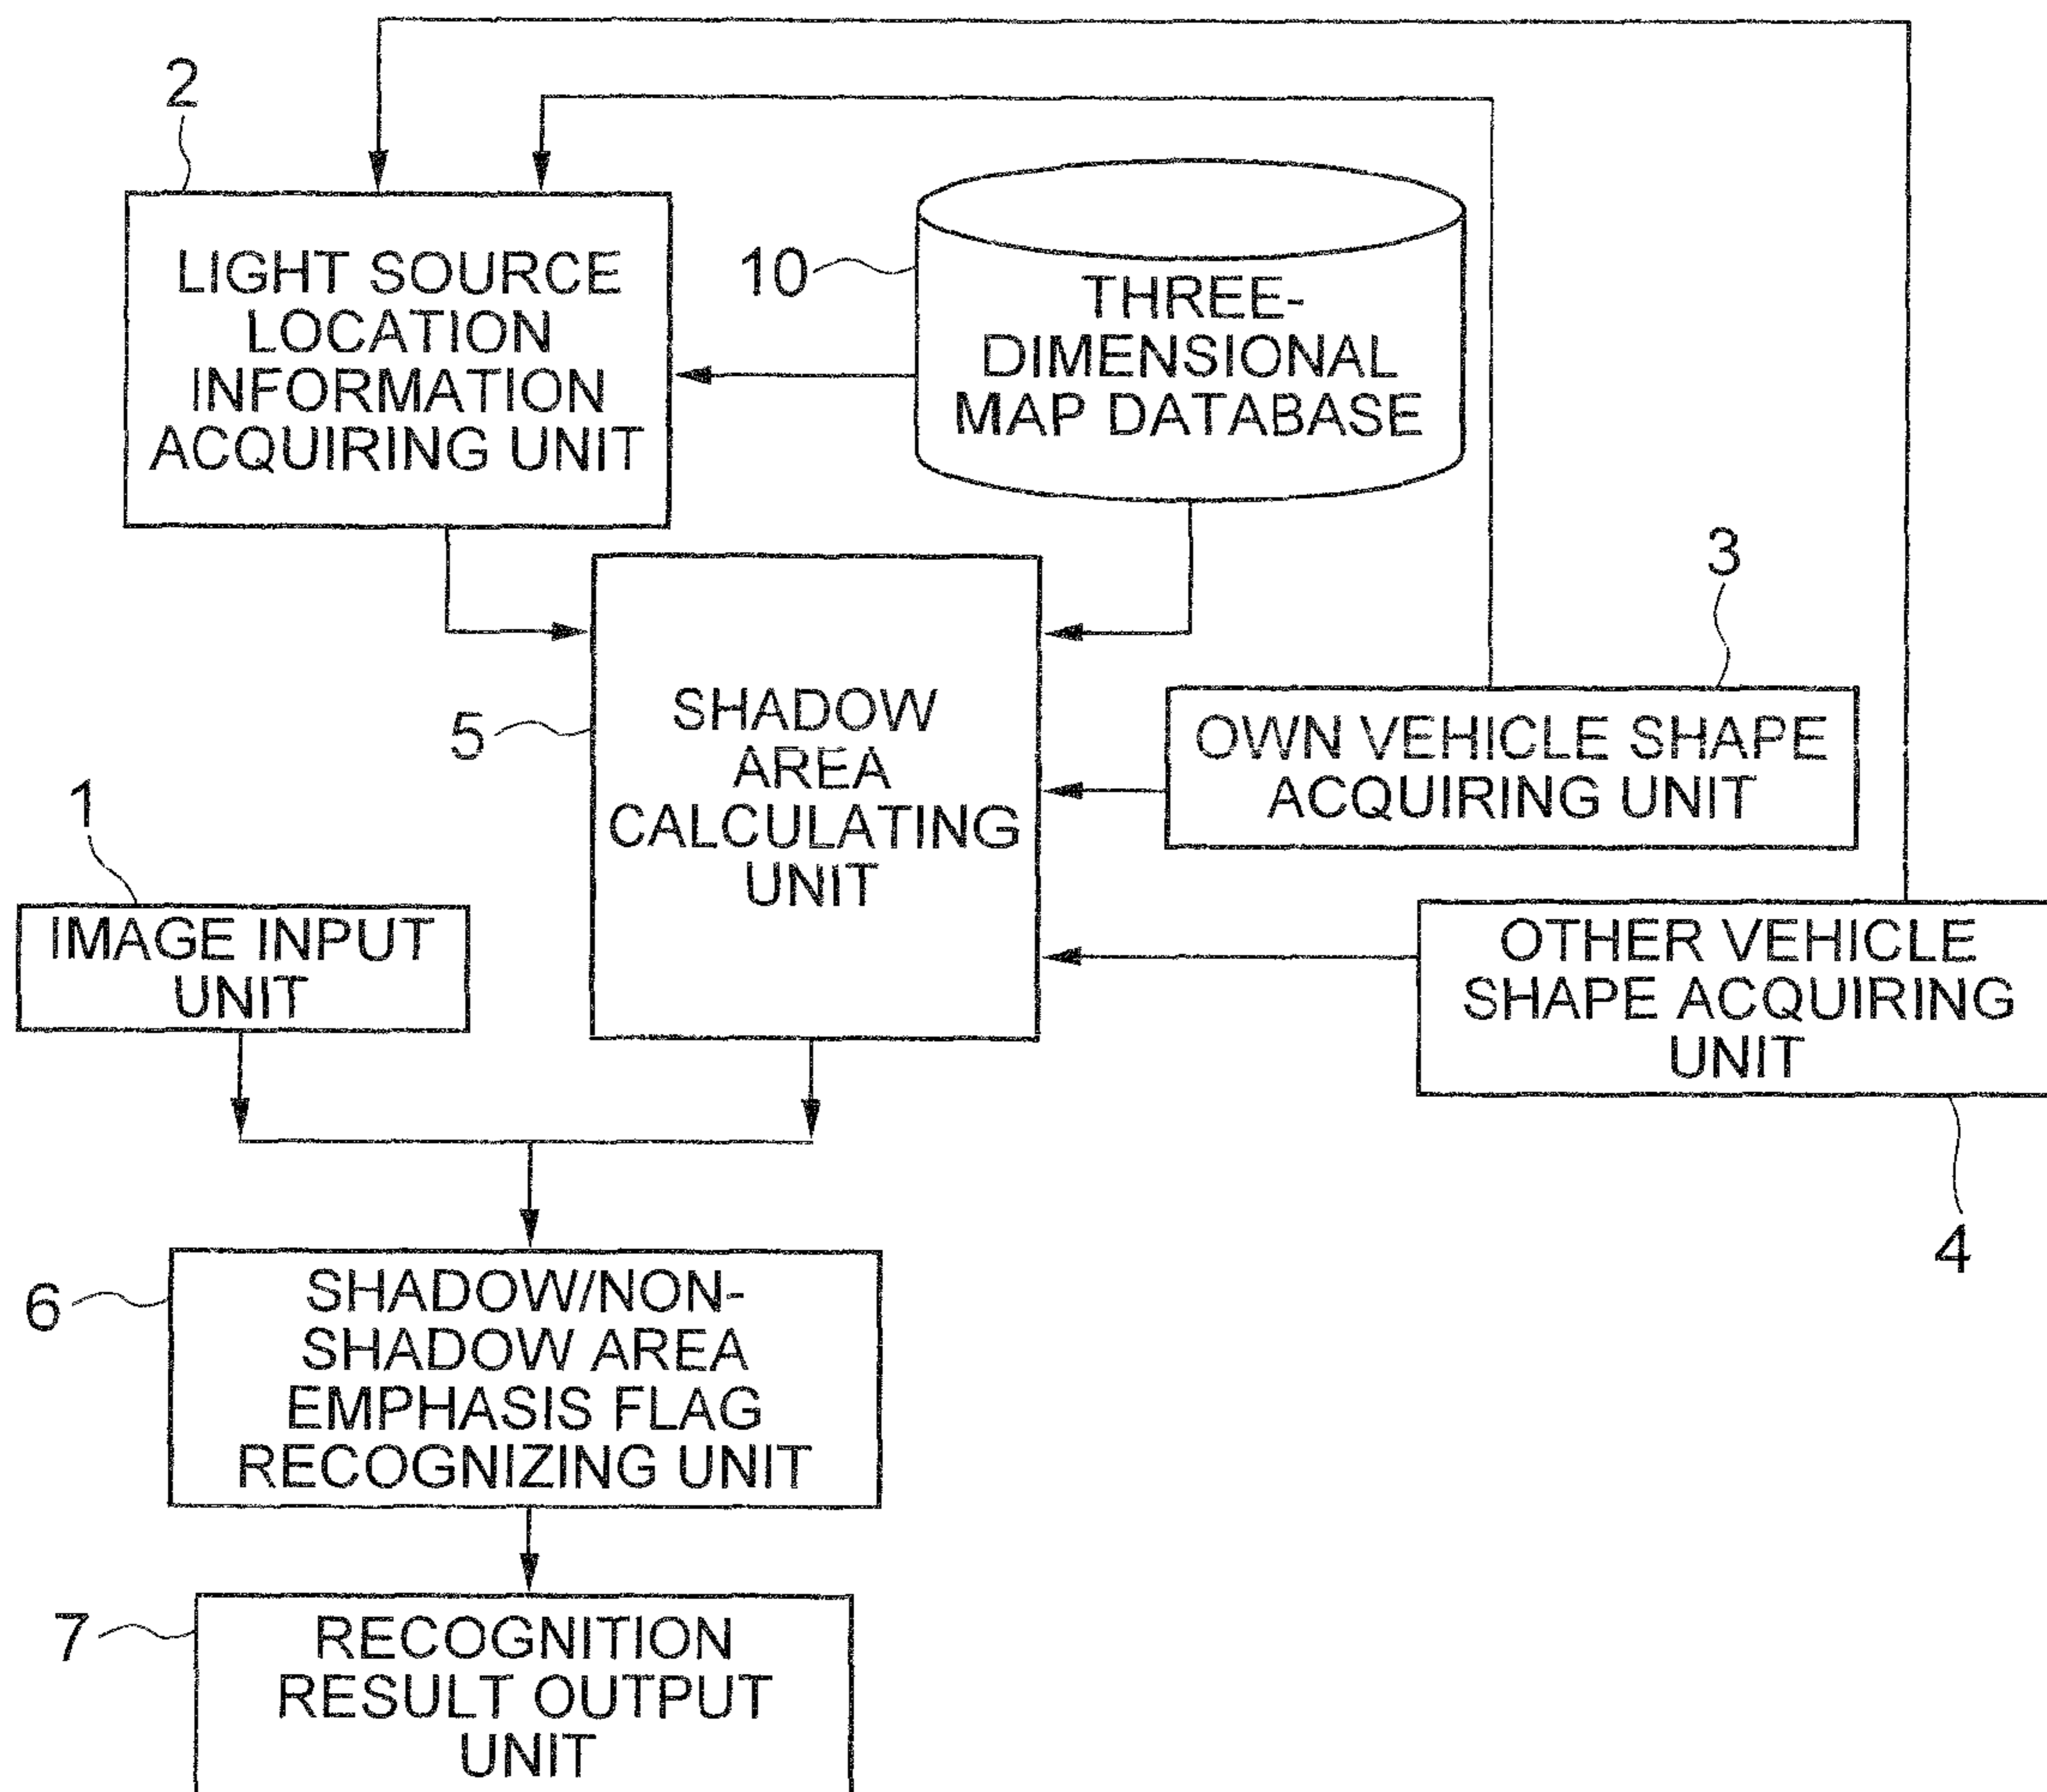 2
LIGHT SOURCE
LOCATION
INFORMATION
ACQUIRING UNIT
10
THREE-
DIMENSIONAL
MAP DATABASE
3
OWN VEHICLE SHAPE
ACQUIRING UNIT
5
SHADOW
AREA
CALCULATING
UNIT
1
IMAGE INPUT
UNIT
OTHER VEHICLE
SHAPE ACQUIRING
UNIT
4
6
SHADOW/NON-
SHADOW AREA
EMPHASIS FLAG
RECOGNIZING UNIT
7
RECOGNITION
RESULT OUTPUT
UNIT